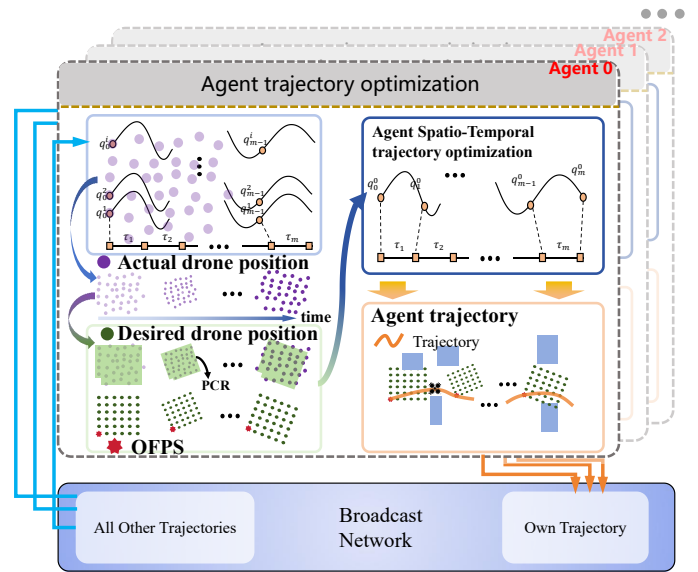 Agent 2
Agent 1
Agent 0
Agent trajectory optimization
q_0^i
q_{m-1}^i
q_0^2
q_{m-1}^2
q_0^1
q_{m-1}^1
τ_1 τ_2 ••• τ_m
Actual drone position
•••
time
Desired drone position
PCR
•••
•••
OFPS
Agent Spatio-Temporal
trajectory optimization
•••
q_0^0 q_1^0 q_{m-1}^0 q_m^0
τ_1 τ_2 ••• τ_m
Agent trajectory
Trajectory
•••
•••
All Other Trajectories
Broadcast
Network
Own Trajectory